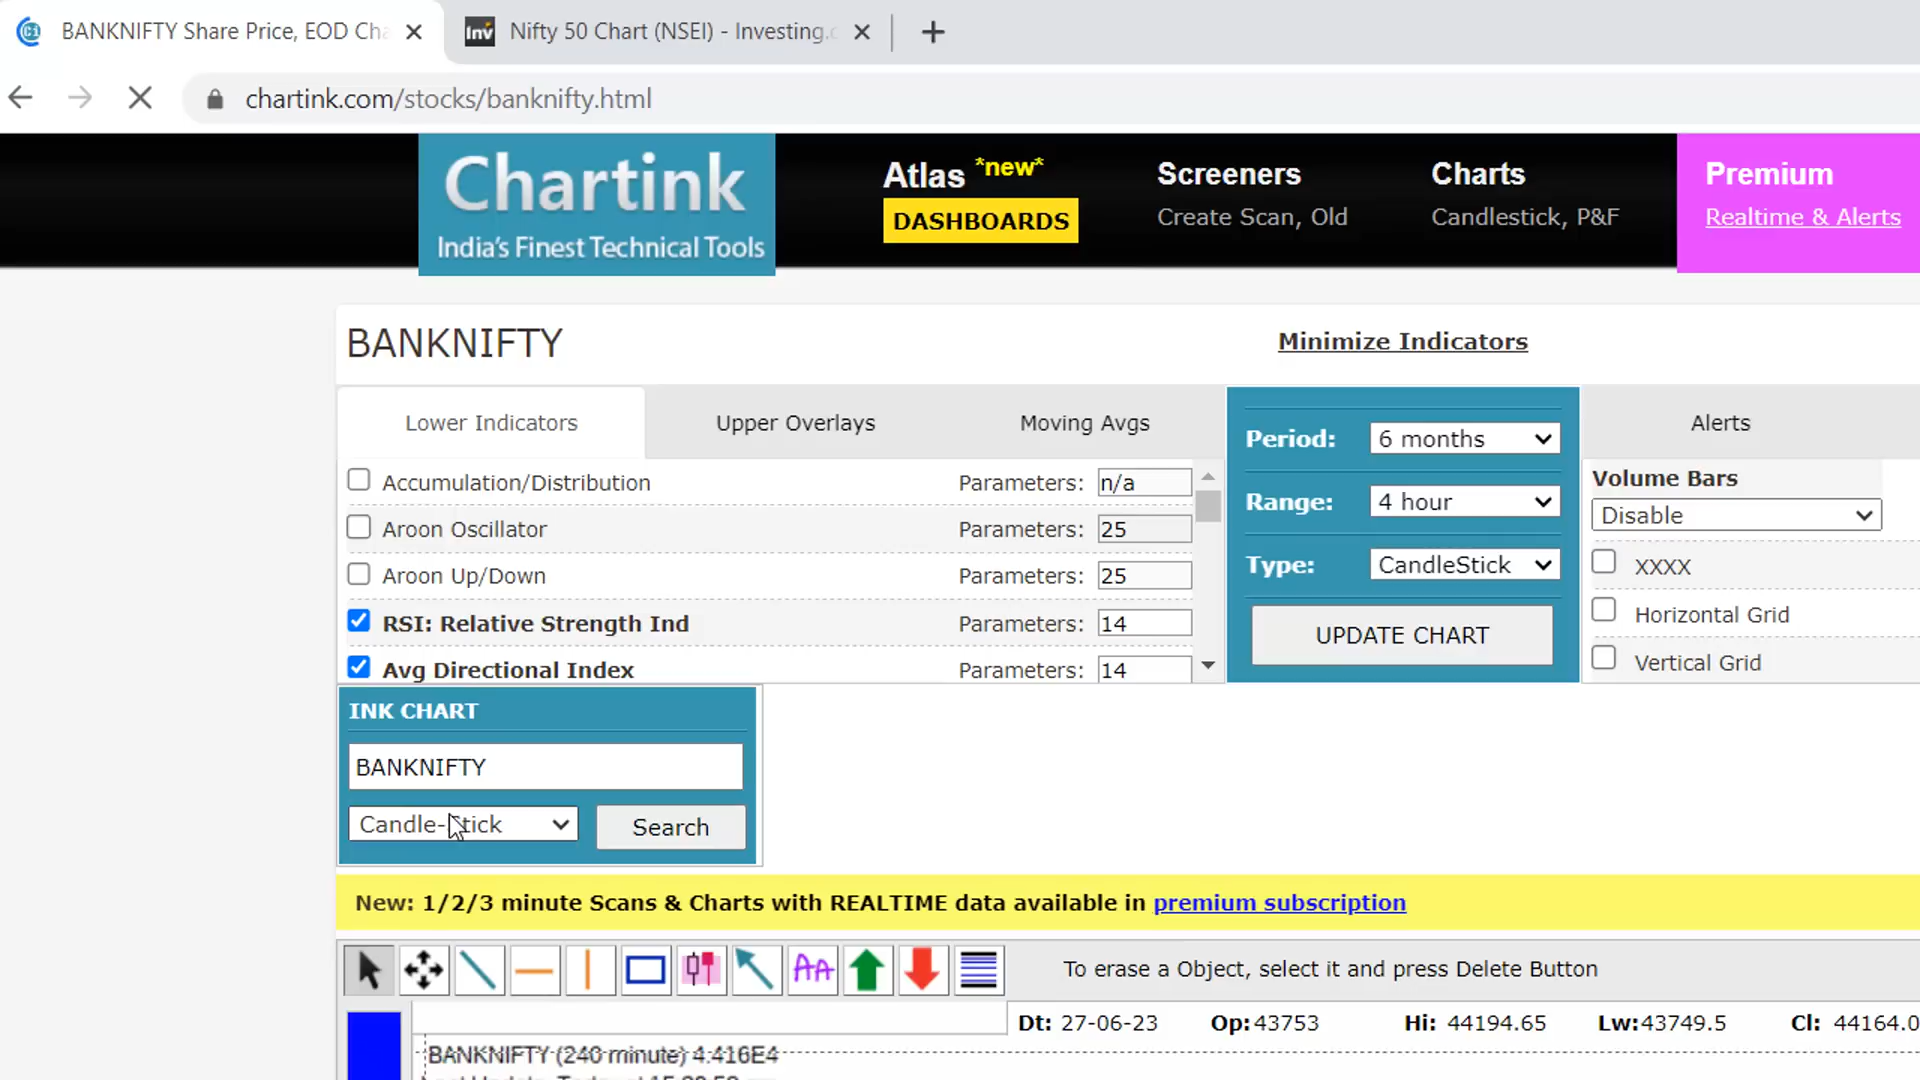 BANKNIFTY Share Price, EOD Cha
Nifty 50 Chart (NSEI) - Investing.c
chartink.com/stocks/banknifty.html
Chartink
India's Finest Technical Tools
Atlas *new*
DASHBOARDS
Screeners
Create Scan, Old
Charts
Candlestick, P&F
Premium
Realtime & Alerts
BANKNIFTY
Minimize Indicators
Lower Indicators
Upper Overlays
Moving Avgs
Accumulation/Distribution Parameters: n/a
Aroon Oscillator Parameters: 25
Aroon Up/Down Parameters: 25
RSI: Relative Strength Ind Parameters: 14
Avg Directional Index Parameters: 14
Period: 6 months
Range: 4 hour
Type: CandleStick
UPDATE CHART
Alerts
Volume Bars
Disable
XXXX
Horizontal Grid
Vertical Grid
INK CHART
BANKNIFTY
Candle-Stick
Search
New: 1/2/3 minute Scans & Charts with REALTIME data available in premium subscription
AA
To erase a Object, select it and press Delete Button
Dt: 27-06-23 Op:43753 Hi: 44194.65 Lw:43749.5 Cl: 44164.0
BANKNIFTY (240 minute) 4.416E4